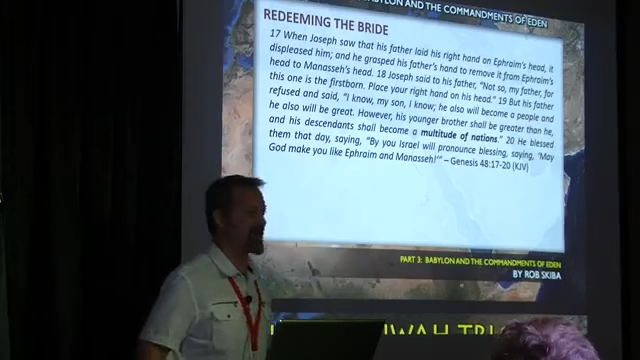 BABYLON AND THE COMMANDMENTS OF EDEN
REDEEMING THE BRIDE
17 When Joseph saw that his father laid his right hand on Ephraim's head, it
displeased him; and he grasped his father's hand to remove it from Ephraim's
head to Manasseh's head. 18 Joseph said to his father, "Not so, my father, for
this one is the firstborn. Place your right hand on his head." 19 But his father
refused and said, "I know, my son, I know; he also will become a people and
he also will be great. However, his younger brother shall be greater than he,
and his descendants shall become a multitude of nations." 20 He blessed
them that day, saying, "By you Israel will pronounce blessing, saying, 'May
God make you like Ephraim and Manasseh!'" – Genesis 48:17-20 (KJV)
PART 3: BABYLON AND THE COMMANDMENTS OF EDEN
BY ROB SKIBA